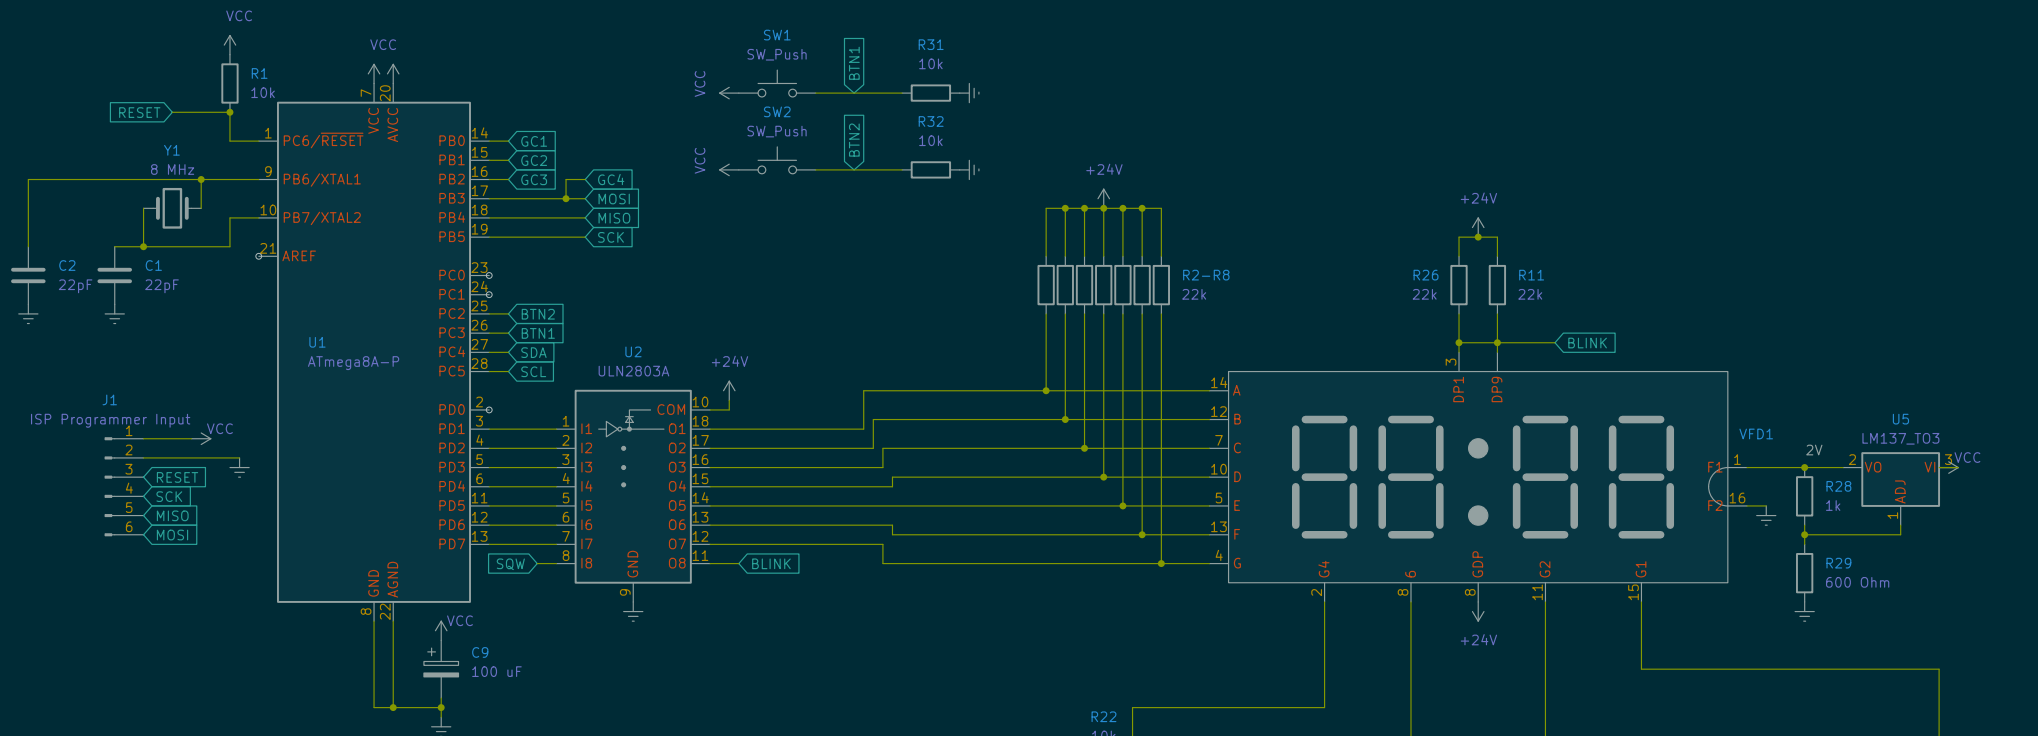 VCC
R1
10k
RESET
VCC
7
20
VCC
AVCC
1
PC6/RESET
Y1
8 MHz
9
PB6/XTAL1
10
PB7/XTAL2
21
AREF
C2
22pF
C1
22pF
U1
ATmega8A-P
PB0
14
GC1
PB1
15
GC2
PB2
16
GC3
PB3
17
GC4
MOSI
PB4
18
MISO
PB5
19
SCK
PC0
23
PC1
24
PC2
25
BTN2
PC3
26
BTN1
PC4
27
SDA
PC5
28
SCL
PD0
2
PD1
3
PD2
4
PD3
5
PD4
6
PD5
11
PD6
12
PD7
13
GND
AGND
8
22
VCC
+
C9
100 uF
J1
ISP Programmer Input
1
VCC
2
3
RESET
4
SCK
5
MISO
6
MOSI
SW1
SW_Push
VCC
BTN1
R31
10k
SW2
SW_Push
VCC
BTN2
R32
10k
U2
ULN2803A
+24V
COM
10
1
I1
O1
18
2
I2
O2
17
3
I3
O3
16
4
I4
O4
15
5
I5
O5
14
6
I6
O6
13
7
I7
O7
12
SQW
8
I8
O8
11
BLINK
GND
9
+24V
R2-R8
22k
+24V
R26
22k
R11
22k
BLINK
3
DP1
DP9
14
A
12
B
7
C
10
D
5
E
13
F
4
G
G4
6
GDP
G2
G1
2
8
8
11
15
+24V
VFD1
F1
1
F2
16
2V
U5
LM137_TO3
2
VO
VI
3
VCC
ADJ
1
R28
1k
R29
600 Ohm
R22
10k